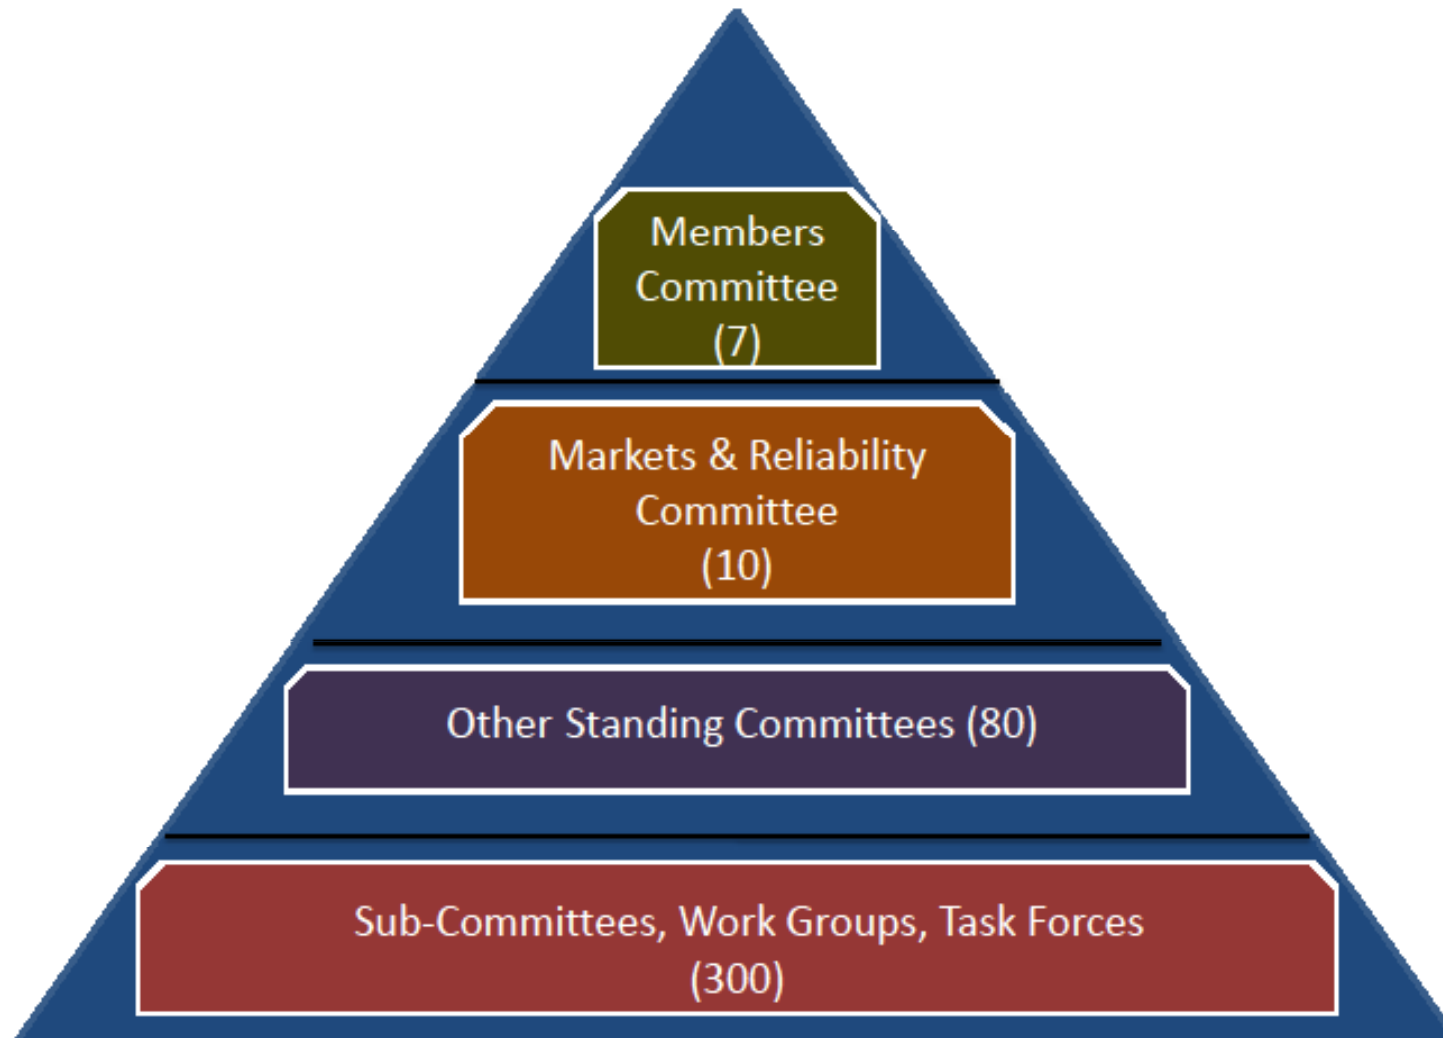 Members
Committee
(7)
Markets & Reliability
Committee
(10)
Other Standing Committees (80)
Sub-Committees, Work Groups, Task Forces
(300)